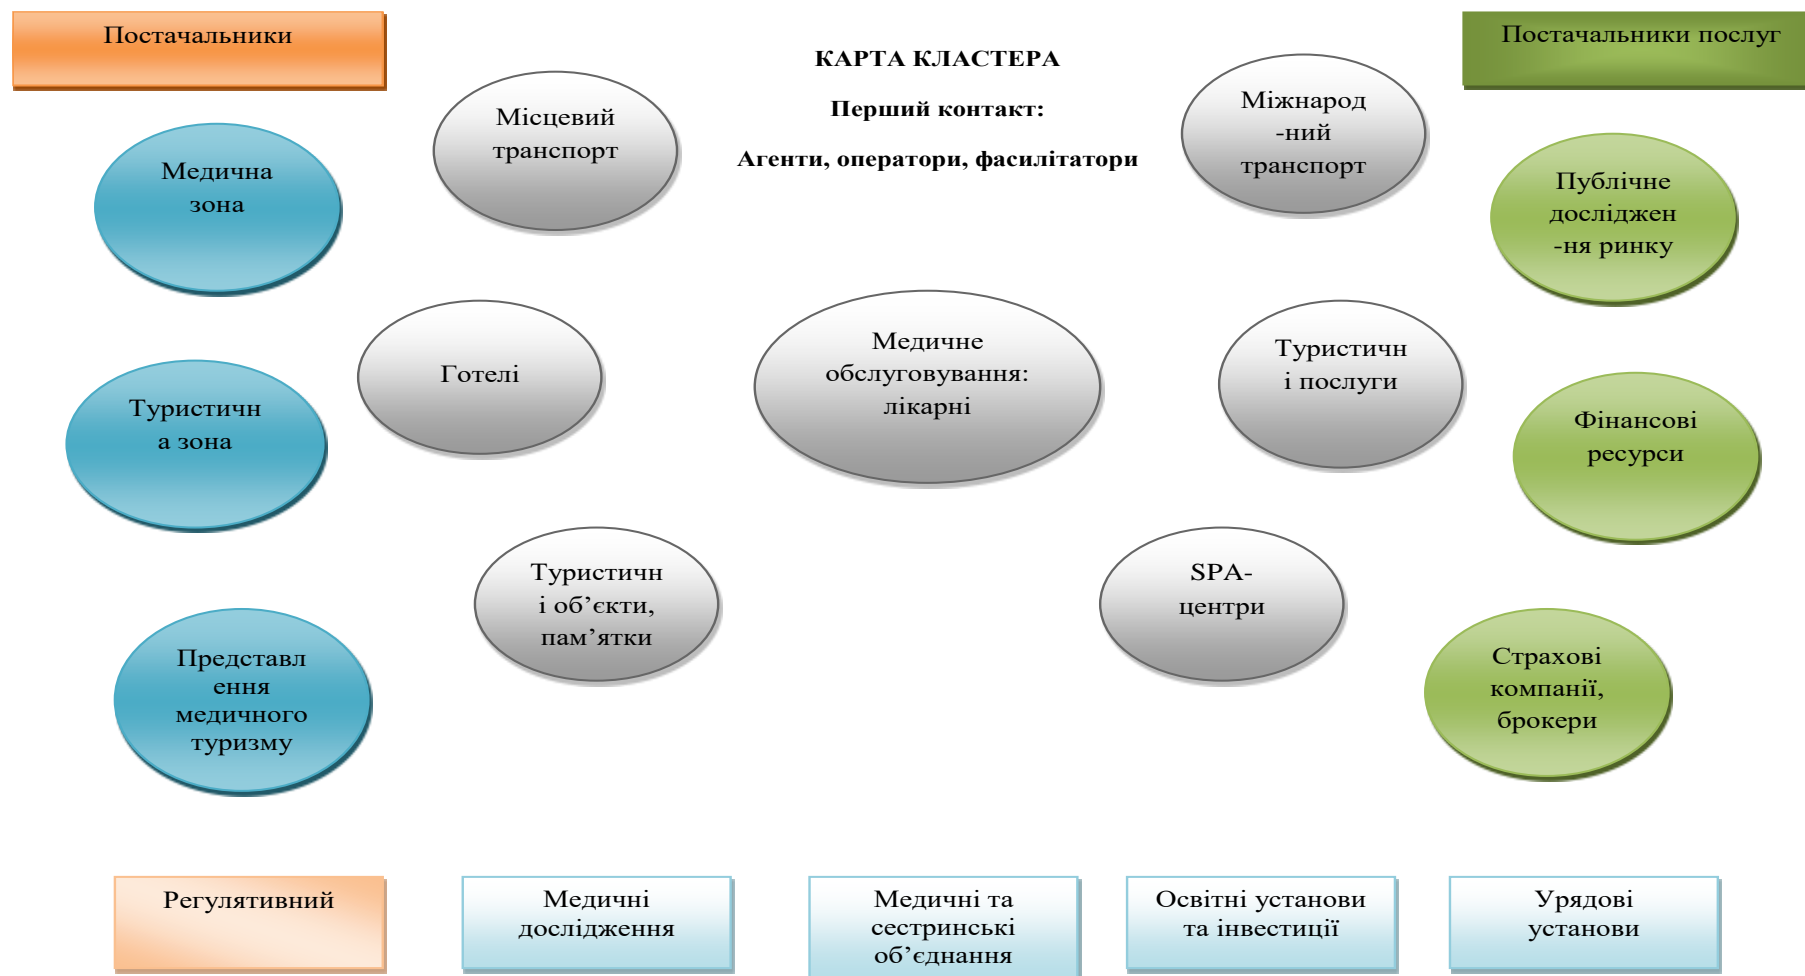 Постачальники
КАРТА КЛАСТЕРА
Перший контакт:
Агенти, оператори, фасилітатори
Постачальники послуг
Місцевий
транспорт
Міжнарод
-ний
транспорт
Медична
зона
Публічне
досліджен
-ня ринку
Готелі
Медичне
обслуговування:
лікарні
Туристичн
і послуги
Туристичн
а зона
Фінансові
ресурси
Туристичн
і об’єкти,
пам’ятки
SPA-
центри
Представл
ення
медичного
туризму
Страхові
компанії,
брокери
Регулятивний
Медичні
дослідження
Медичні та
сестринські
об’єднання
Освітні установи
та інвестиції
Урядові
установи